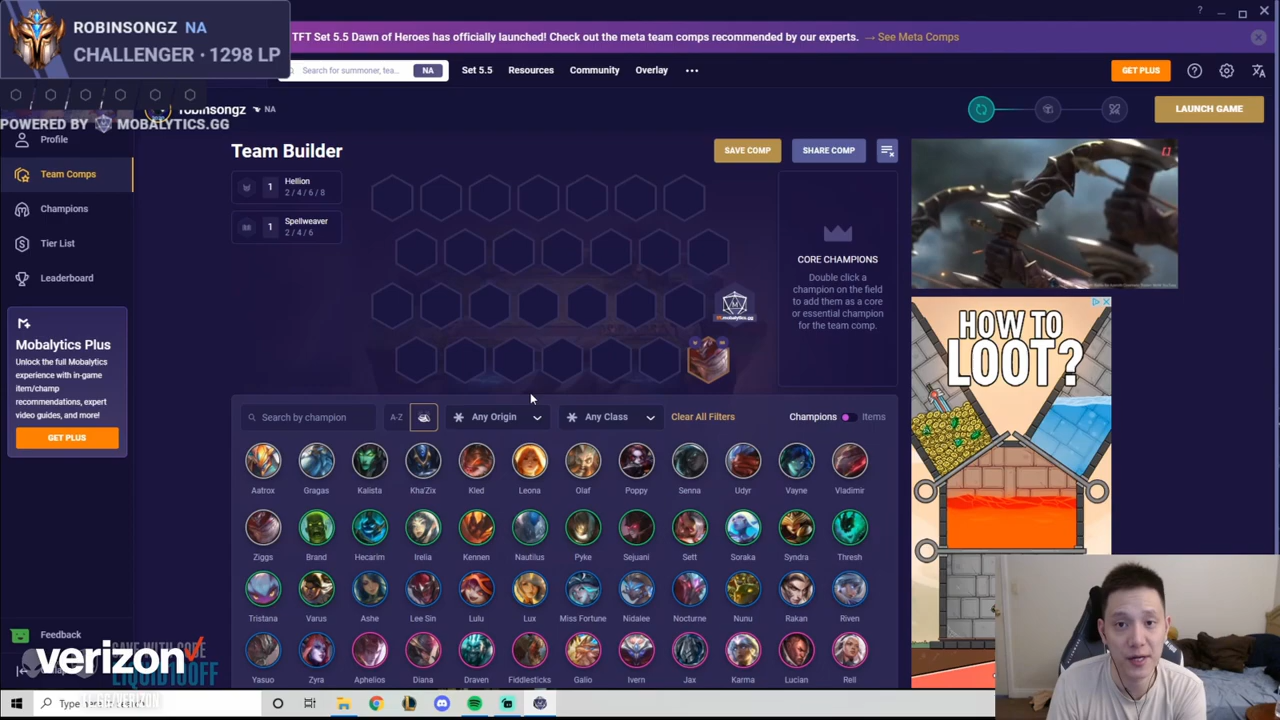 ROBINSONGZ NA
CHALLENGER · 1298 LP
POWERED BY MOBALYTICS.GG
TFT Set 5.5 Dawn of Heroes has officially launched! Check out the meta team comps recommended by our experts. → See Meta Comps
Search for summoner, tea... NA
Set 5.5 Resources Community Overlay
GET PLUS
robinsongz NA
LAUNCH GAME
Profile
Team Comps
Champions
Tier List
Leaderboard
Mobalytics Plus
Unlock the full Mobalytics
experience with in-game
item/champ
recommendations, expert
video guides, and more!
GET PLUS
Feedback
Team Builder
SAVE COMP SHARE COMP
1 Hellion
2 / 4 / 6 / 8
1 Spellweaver
2 / 4 / 6
CORE CHAMPIONS
Double click a
champion on the field
to add them as a core
or essential champion
for the team comp.
Search by champion A-Z Any Origin Any Class Clear All Filters Champions Items
Aatrox Gragas Kalista Kha'Zix Kled Leona Olaf Poppy Senna Udyr Vayne Vladimir
Ziggs Brand Hecarim Irelia Kennen Nautilus Pyke Sejuani Sett Soraka Syndra Thresh
Tristana Varus Ashe Lee Sin Lulu Lux Miss Fortune Nidalee Nocturne Nunu Rakan Riven
Yasuo Zyra Aphelios Diana Draven Fiddlesticks Galio Ivern Jax Karma Lucian Rell
HOW TO
LOOT?
verizon